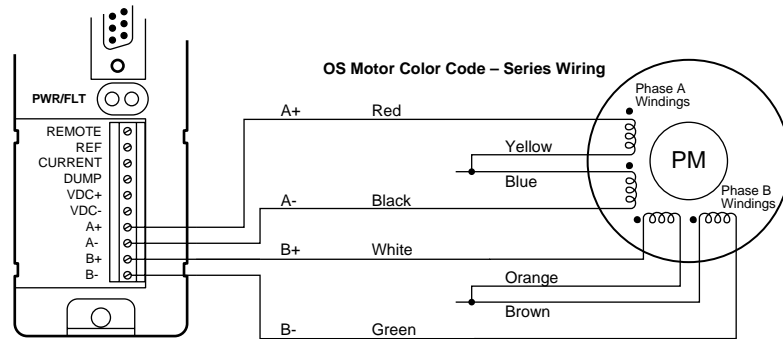 OS Motor Color Code – Series Wiring
PWR/FLT
REMOTE
REF
CURRENT
DUMP
VDC+
VDC-
A+
A-
B+
B-
A+ Red
Yellow
Blue
A- Black
B+ White
Orange
Brown
B- Green
Phase A
Windings
PM
Phase B
Windings